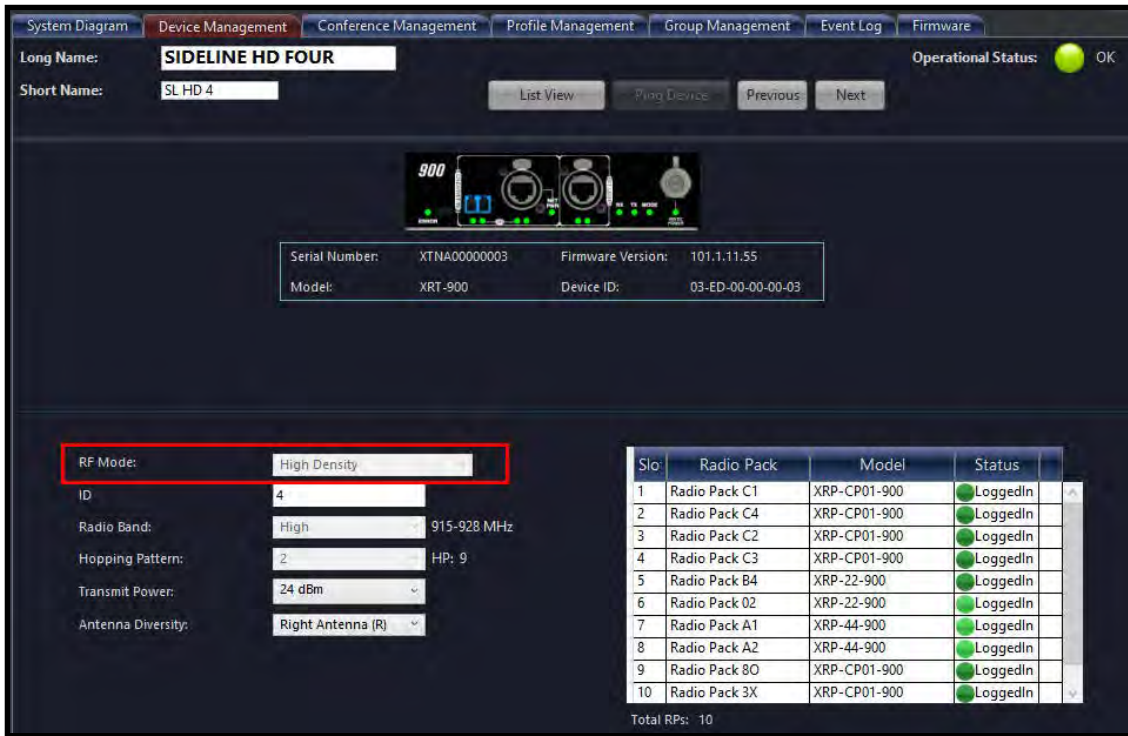 System Diagram Device Management Conference Management Profile Management Group Management Event Log Firmware
Long Name: SIDELINE HD FOUR Operational Status: OK
Short Name: SL HD 4 List View Ping Device Previous Next
900
ERROR RX TX MODE
Serial Number: XTNA00000003 Firmware Version: 101.1.11.55
Model: XRT-900 Device ID: 03-ED-00-00-00-03
RF Mode: High Density
ID 4
Radio Band: High 915-928 MHz
Hopping Pattern: 2 HP: 9
Transmit Power: 24 dBm
Antenna Diversity: Right Antenna (R)
Slo Radio Pack Model Status
1 Radio Pack C1 XRP-CP01-900 LoggedIn
2 Radio Pack C4 XRP-CP01-900 LoggedIn
3 Radio Pack C2 XRP-CP01-900 LoggedIn
4 Radio Pack C3 XRP-CP01-900 LoggedIn
5 Radio Pack B4 XRP-22-900 LoggedIn
6 Radio Pack 02 XRP-22-900 LoggedIn
7 Radio Pack A1 XRP-44-900 LoggedIn
8 Radio Pack A2 XRP-44-900 LoggedIn
9 Radio Pack 8O XRP-CP01-900 LoggedIn
10 Radio Pack 3X XRP-CP01-900 LoggedIn
Total RPs: 10